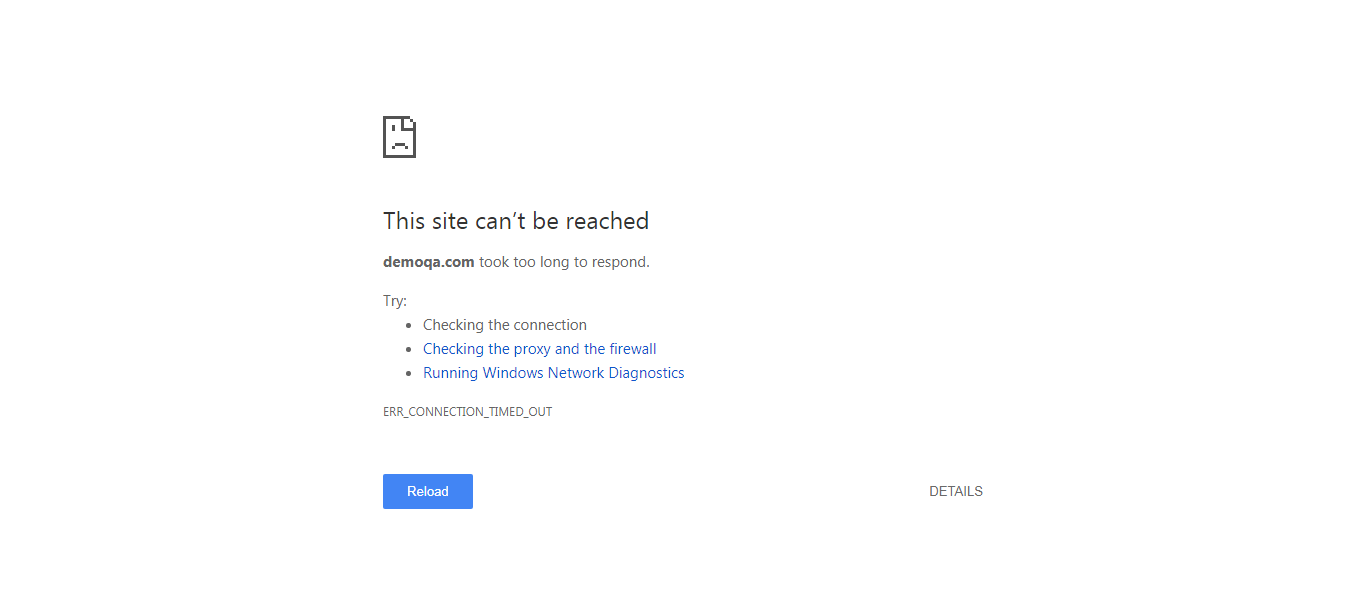 This site can’t be reached
demoqa.com took too long to respond.
Try:
Checking the connection
Checking the proxy and the firewall
Running Windows Network Diagnostics
ERR_CONNECTION_TIMED_OUT
Reload
DETAILS